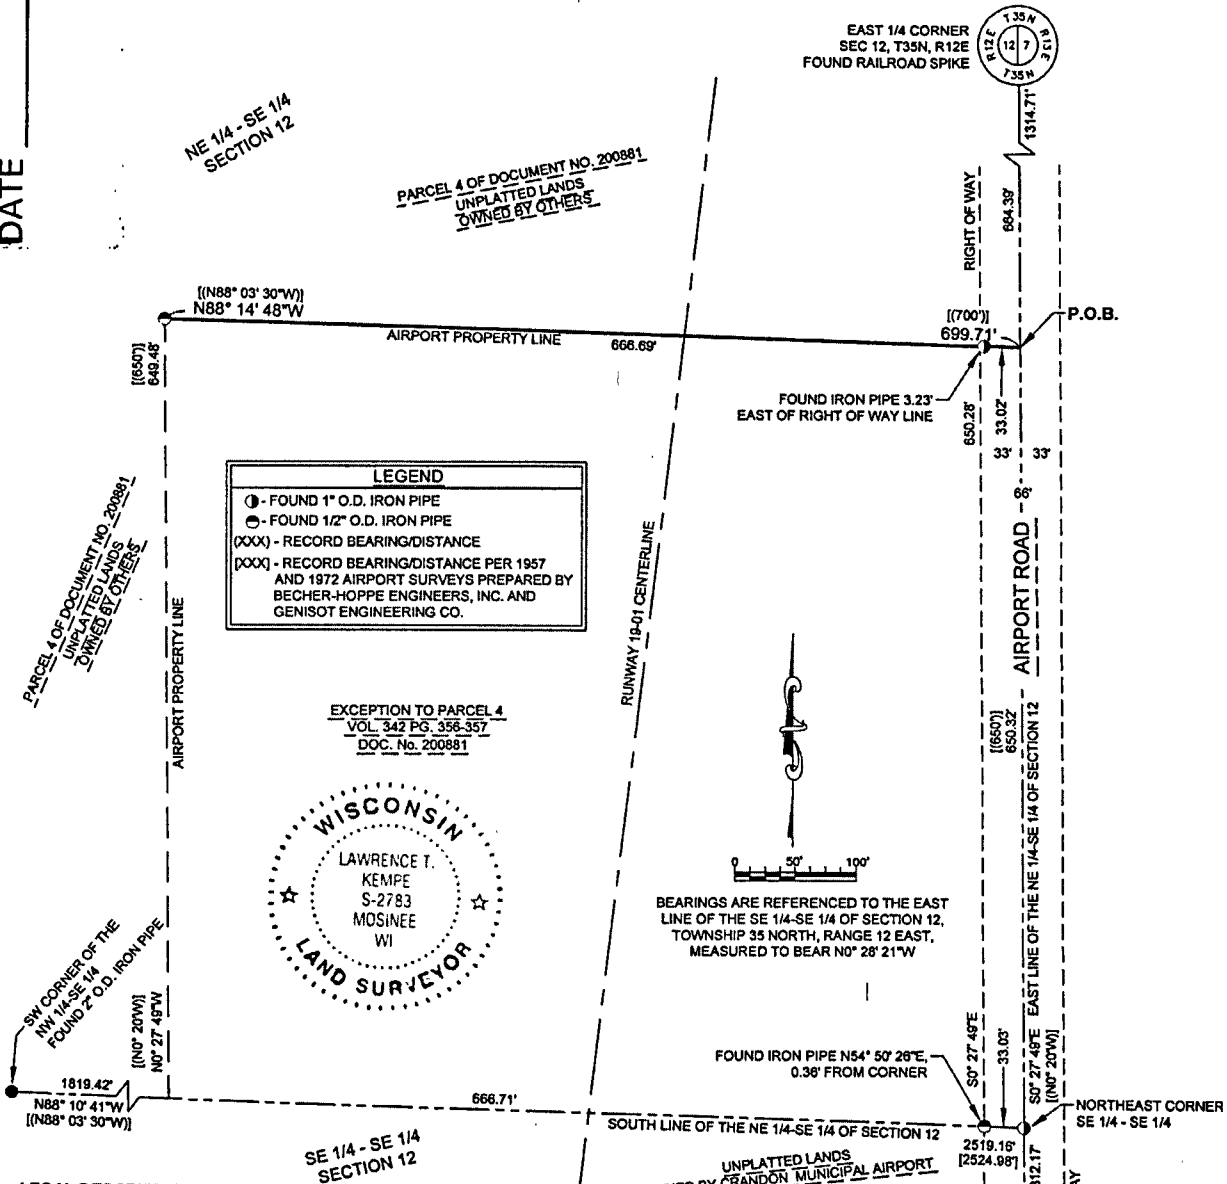 DATE
EAST 1/4 CORNER
SEC 12, T35N, R12E
FOUND RAILROAD SPIKE
T35N
R12E
12 7
R13E
T35N
1314.71'
NE 1/4 - SE 1/4
SECTION 12
PARCEL 4 OF DOCUMENT NO. 200881
UNPLATTED LANDS
OWNED BY OTHERS
RIGHT OF WAY
664.39'
[(N88° 03' 30"W)]
N88° 14' 48"W
AIRPORT PROPERTY LINE
666.69'
[(700')]
699.71'
P.O.B.
[(650')]
649.48'
FOUND IRON PIPE 3.23'
EAST OF RIGHT OF WAY LINE
650.28'
33.02'
33'
33'
66'
LEGEND
- FOUND 1" O.D. IRON PIPE
- FOUND 1/2" O.D. IRON PIPE
(XXX) - RECORD BEARING/DISTANCE
[XXX] - RECORD BEARING/DISTANCE PER 1957
AND 1972 AIRPORT SURVEYS PREPARED BY
BECHER-HOPPE ENGINEERS, INC. AND
GENISOT ENGINEERING CO.
PARCEL 4 OF DOCUMENT NO. 200881
UNPLATTED LANDS
OWNED BY OTHERS
AIRPORT PROPERTY LINE
RUNWAY 19-01 CENTERLINE
AIRPORT ROAD
EXCEPTION TO PARCEL 4
VOL. 342 PG. 356-357
DOC. No. 200881
[(650')]
650.32'
EAST LINE OF THE NE 1/4-SE 1/4 OF SECTION 12
WISCONSIN
LAWRENCE T.
KEMPE
S-2783
MOSINEE
WI
LAND SURVEYOR
0 50' 100'
BEARINGS ARE REFERENCED TO THE EAST
LINE OF THE SE 1/4-SE 1/4 OF SECTION 12,
TOWNSHIP 35 NORTH, RANGE 12 EAST,
MEASURED TO BEAR N0° 28' 21"W
SW CORNER OF THE
NW 1/4-SE 1/4
FOUND 2" O.D. IRON PIPE
[(N0° 20'W)]
N0° 27' 49"W
FOUND IRON PIPE N54° 50' 26"E,
0.36' FROM CORNER
S0° 27' 49"E
33.03'
S0° 27' 49"E
[(N0° 20'W)]
1819.42'
N88° 10' 41"W
[(N88° 03' 30"W)]
666.71'
SOUTH LINE OF THE NE 1/4-SE 1/4 OF SECTION 12
NORTHEAST CORNER
SE 1/4 - SE 1/4
2519.16'
[2524.98']
SE 1/4 - SE 1/4
SECTION 12
UNPLATTED LANDS
BY CRANDON MUNICIPAL AIRPORT